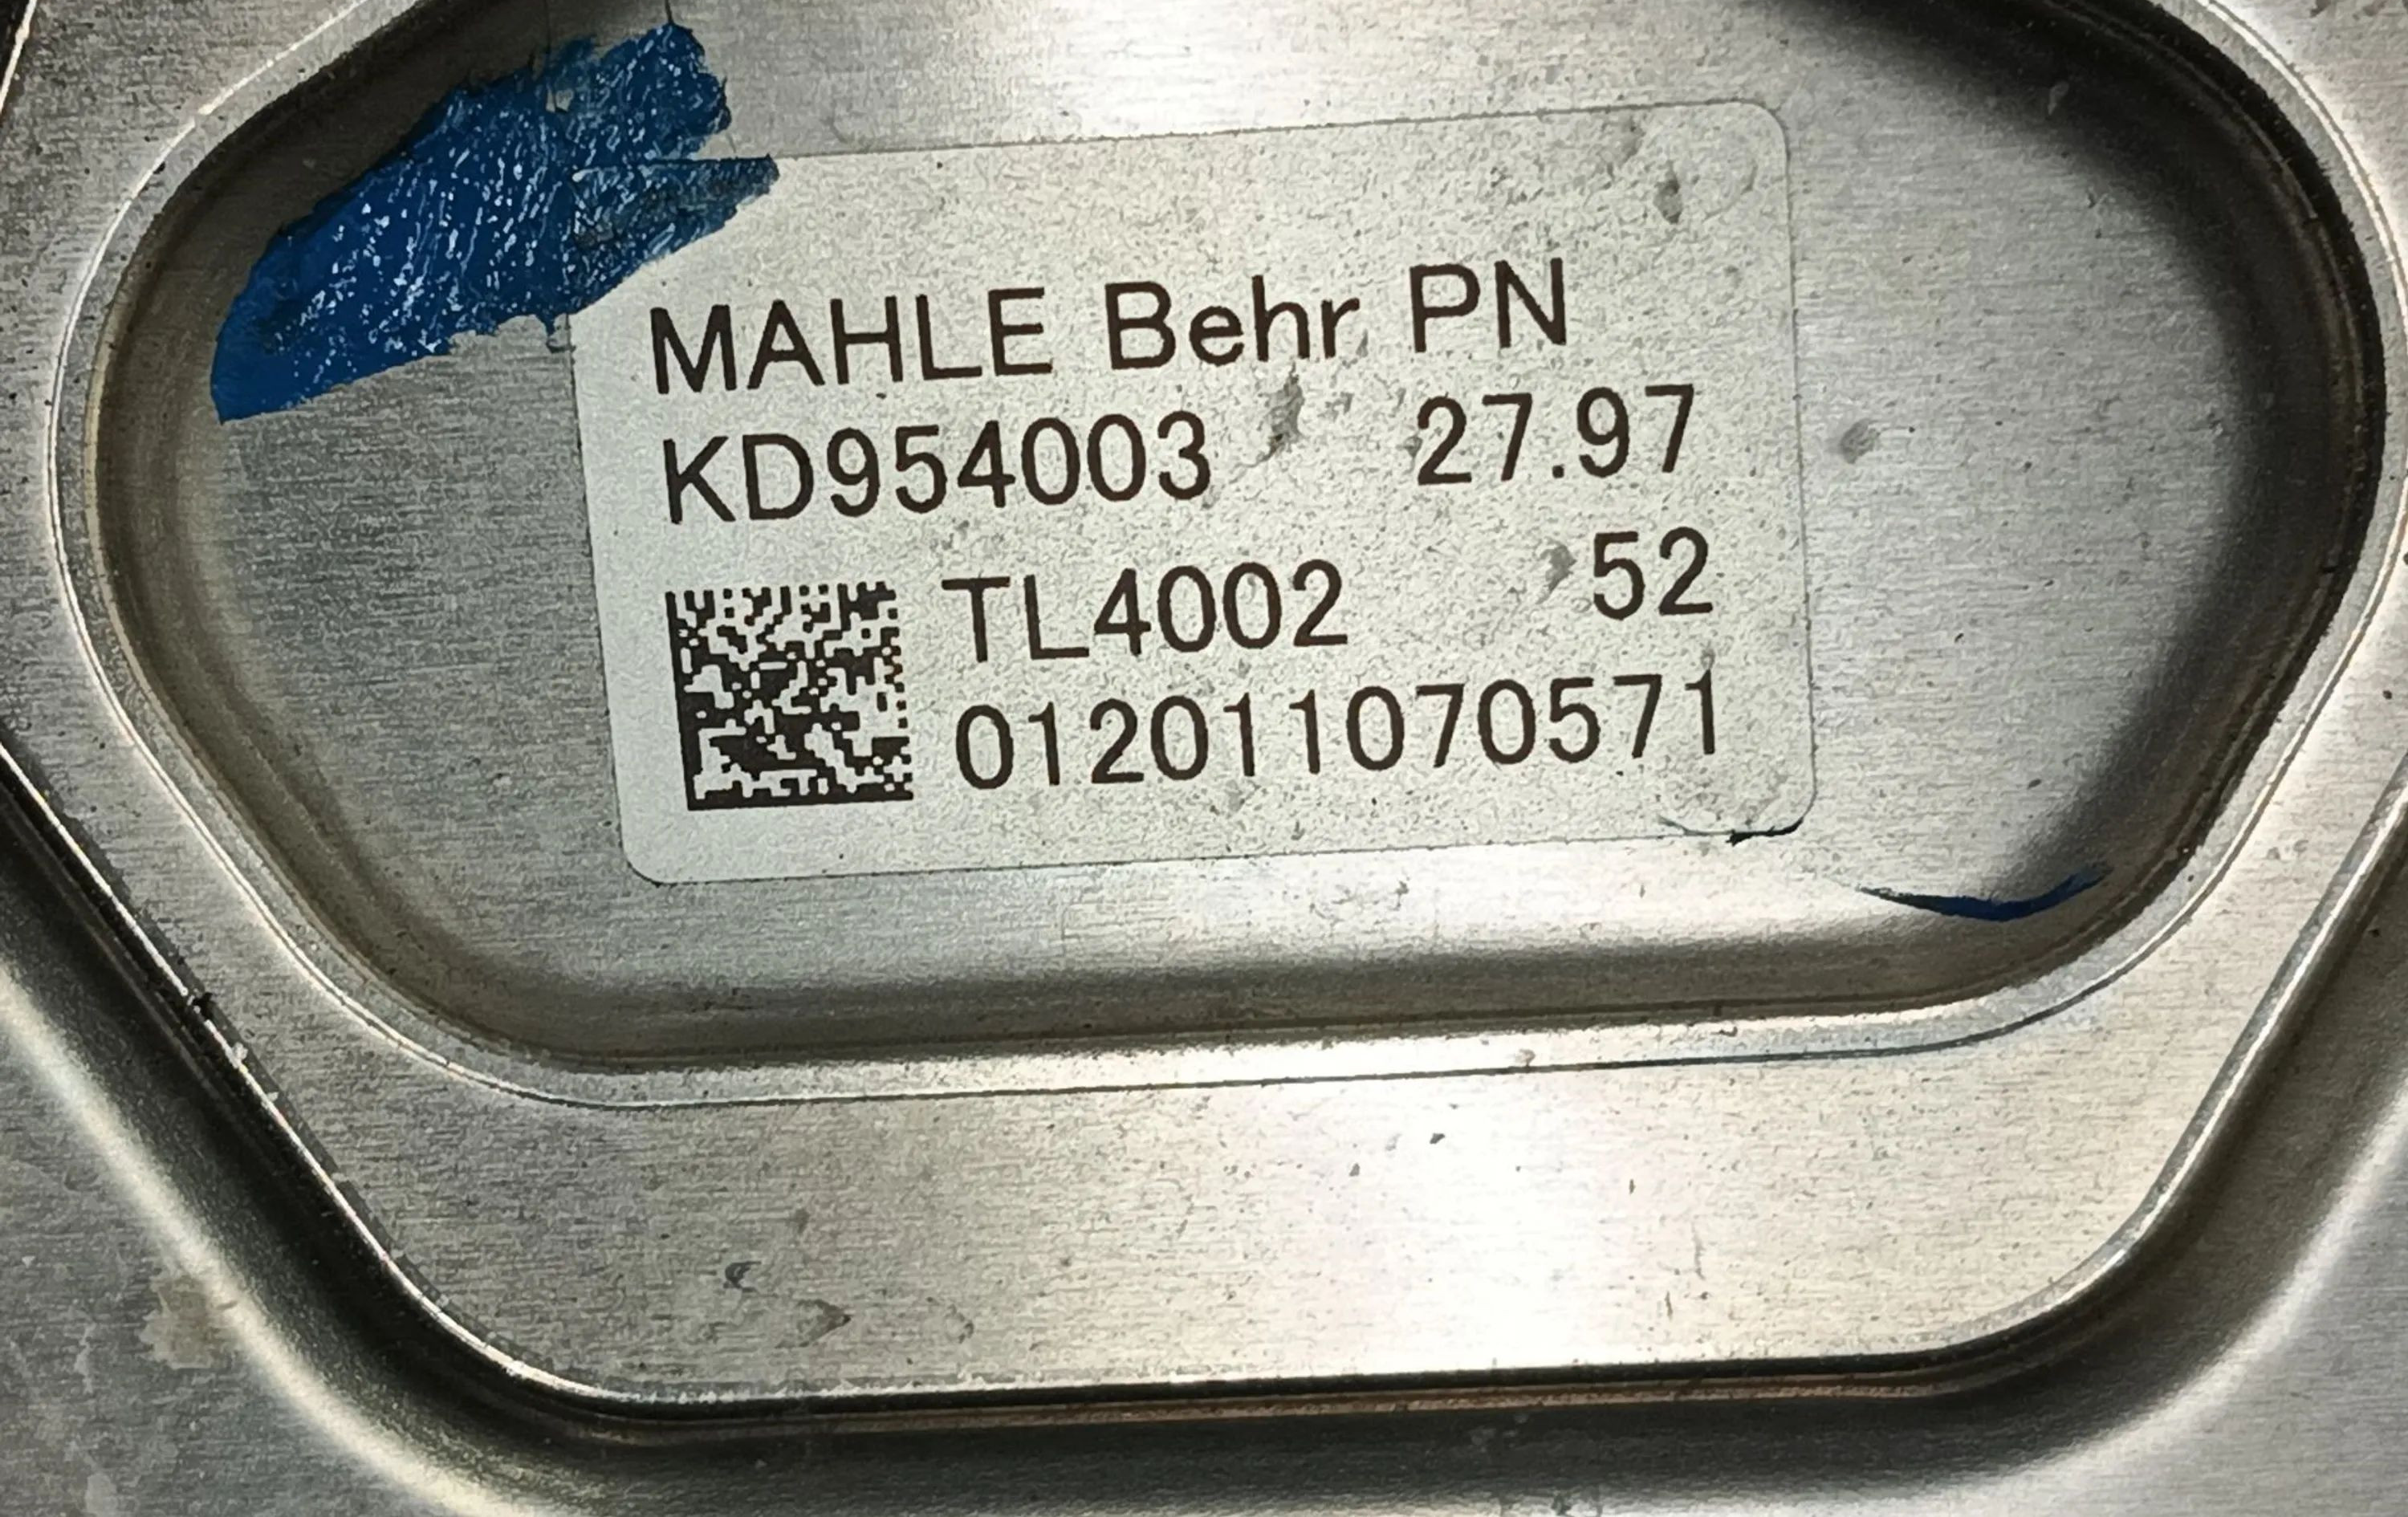 MAHLE Behr PN
KD954003 27.97
TL4002 52
012011070571